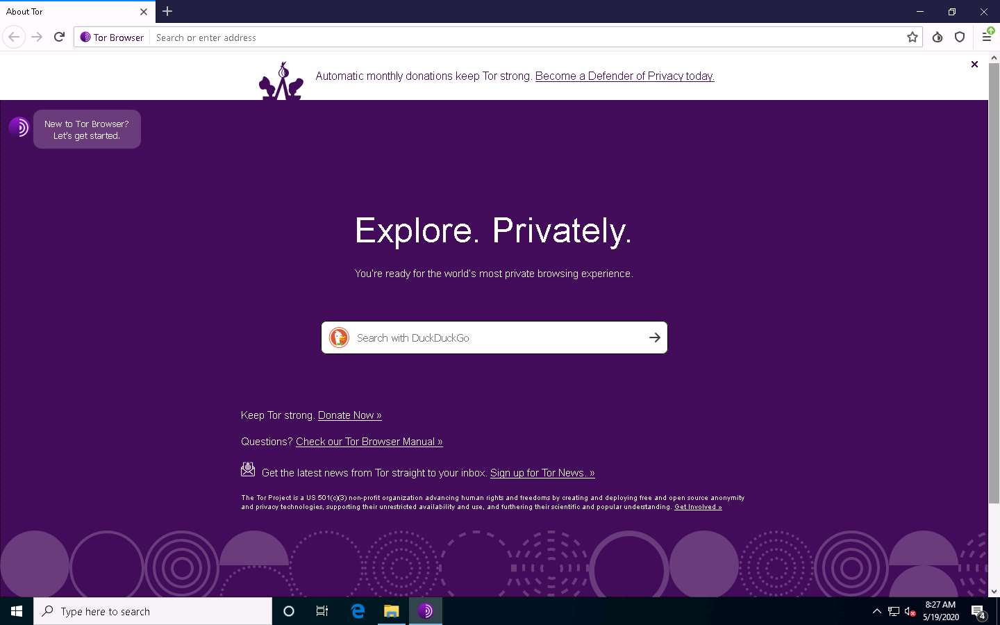 About Tor
Tor Browser
Search or enter address
Automatic monthly donations keep Tor strong. Become a Defender of Privacy today.
New to Tor Browser?
Let's get started.
Explore. Privately.
You're ready for the world's most private browsing experience.
Search with DuckDuckGo
Keep Tor strong. Donate Now »
Questions? Check our Tor Browser Manual »
Get the latest news from Tor straight to your inbox. Sign up for Tor News. »
The Tor Project is a US 501(c)(3) non-profit organization advancing human rights and freedoms by creating and deploying free and open source anonymity
and privacy technologies, supporting their unrestricted availability and use, and furthering their scientific and popular understanding. Get Involved »
Type here to search
8:27 AM
5/19/2020
4